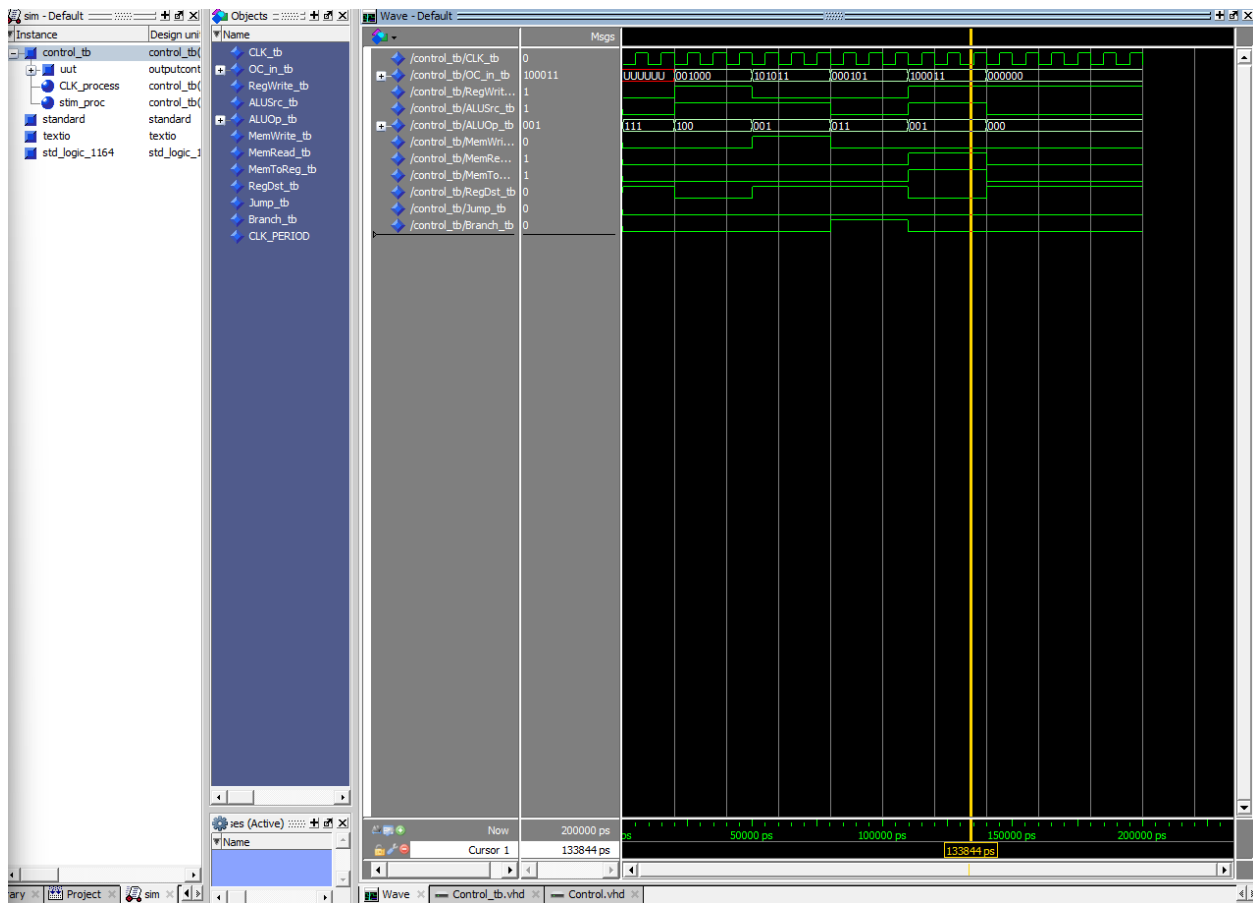 sim - Default
Instance Design uni
control_tb control_tb(
uut outputcont
CLK_process control_tb(
stim_proc control_tb(
standard standard
textio textio
std_logic_1164 std_logic_1
Objects
Name
CLK_tb
OC_in_tb
RegWrite_tb
ALUSrc_tb
ALUOp_tb
MemWrite_tb
MemRead_tb
MemToReg_tb
RegDst_tb
Jump_tb
Branch_tb
CLK_PERIOD
ses (Active)
Name
Wave - Default
Msgs
/control_tb/CLK_tb 0
/control_tb/OC_in_tb 100011 UUUUUU 001000 101011 000101 100011 000000
/control_tb/RegWrit... 1
/control_tb/ALUSrc_tb 1
/control_tb/ALUOp_tb 001 111 100 001 011 001 000
/control_tb/MemWri... 0
/control_tb/MemRe... 1
/control_tb/MemTo... 1
/control_tb/RegDst_tb 0
/control_tb/Jump_tb 0
/control_tb/Branch_tb 0
Now 200000 ps ps 50000 ps 100000 ps 150000 ps 200000 ps
Cursor 1 133844 ps 133844 ps
ary Project sim
Wave Control_tb.vhd Control.vhd